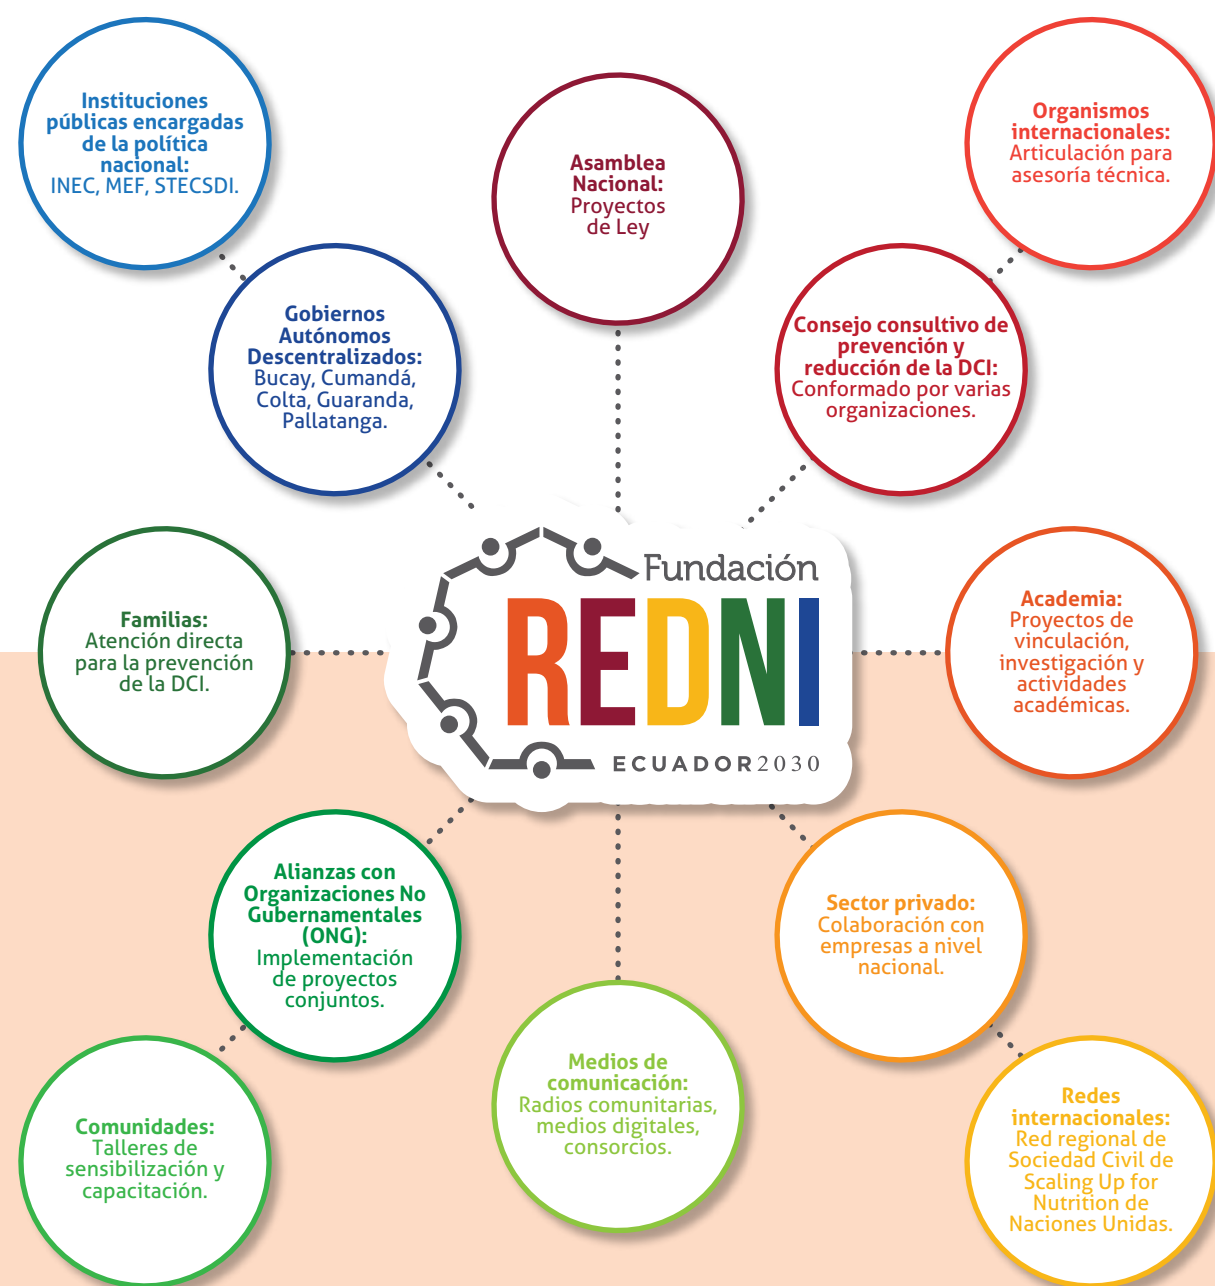 Instituciones
públicas encargadas
de la política
nacional:
INEC, MEF, STECSDI.
Asamblea
Nacional:
Proyectos
de Ley
Organismos
internacionales:
Articulación para
asesoría técnica.
Gobiernos
Autónomos
Descentralizados:
Bucay, Cumandá,
Colta, Guaranda,
Pallatanga.
Consejo consultivo de
prevención y
reducción de la DCI:
Conformado por varias
organizaciones.
Familias:
Atención directa
para la prevención
de la DCI.
Fundación
REDNI
ECUADOR2030
Academia:
Proyectos de
vinculación,
investigación y
actividades
académicas.
Alianzas con
Organizaciones No
Gubernamentales
(ONG):
Implementación
de proyectos
conjuntos.
Sector privado:
Colaboración con
empresas a nivel
nacional.
Comunidades:
Talleres de
sensibilización y
capacitación.
Medios de
comunicación:
Radios comunitarias,
medios digitales,
consorcios.
Redes
internacionales:
Red regional de
Sociedad Civil de
Scaling Up for
Nutrition de
Naciones Unidas.